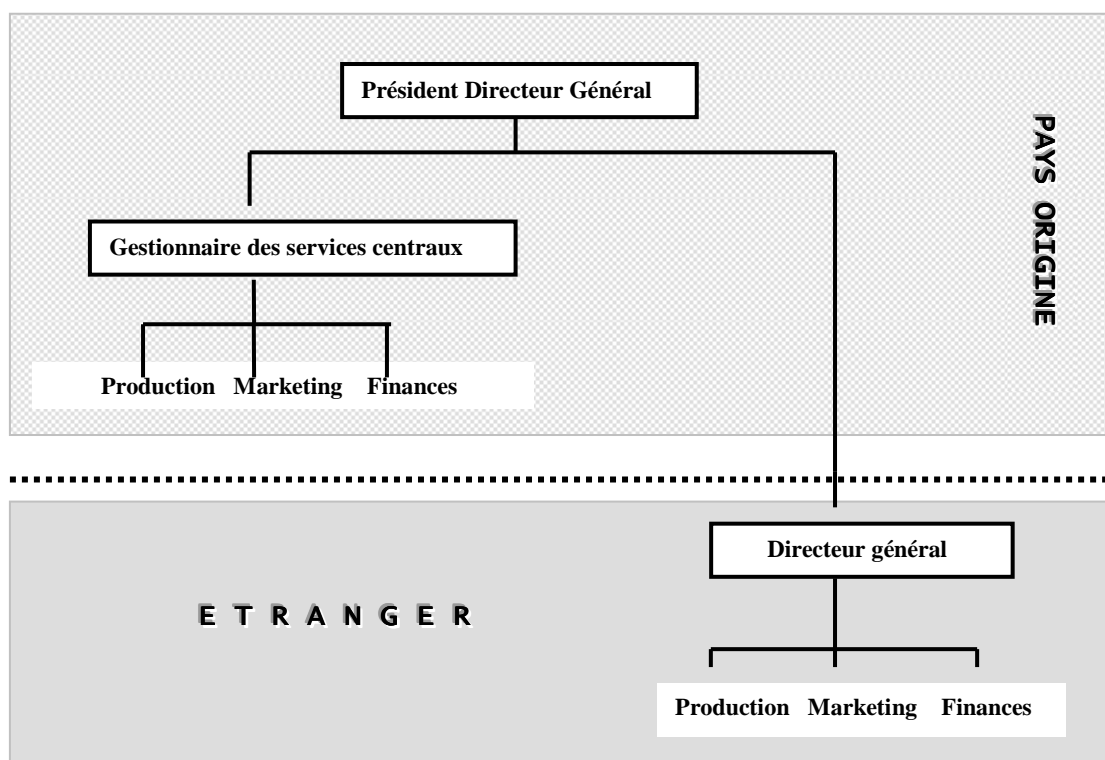 Président Directeur Général
PAYS ORIGINE
Gestionnaire des services centraux
Production Marketing Finances
Directeur général
E T R A N G E R
Production Marketing Finances